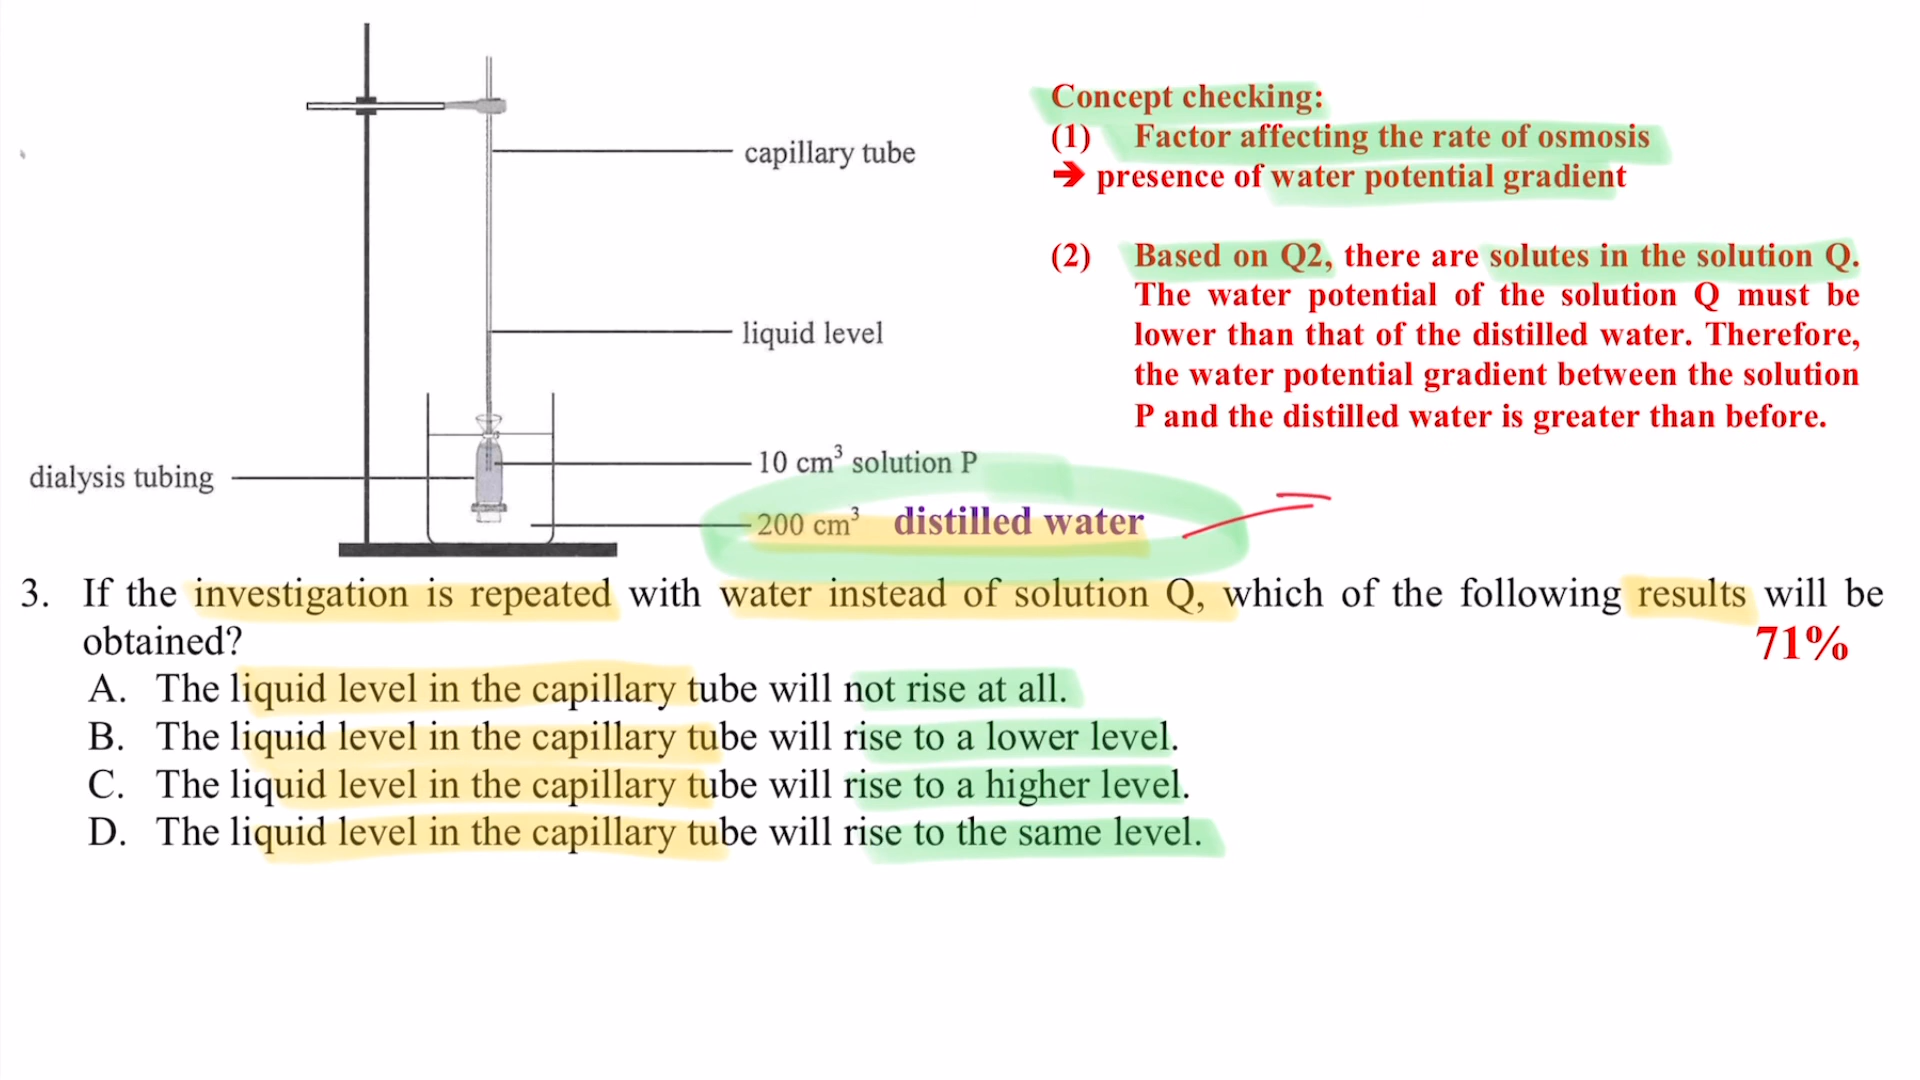 capillary tube
liquid level
dialysis tubing
10 cm³ solution P
200 cm³ distilled water
Concept checking:
(1) Factor affecting the rate of osmosis
➔ presence of water potential gradient
(2) Based on Q2, there are solutes in the solution Q.
The water potential of the solution Q must be
lower than that of the distilled water. Therefore,
the water potential gradient between the solution
P and the distilled water is greater than before.
3. If the investigation is repeated with water instead of solution Q, which of the following results will be
obtained?
71%
A. The liquid level in the capillary tube will not rise at all.
B. The liquid level in the capillary tube will rise to a lower level.
C. The liquid level in the capillary tube will rise to a higher level.
D. The liquid level in the capillary tube will rise to the same level.